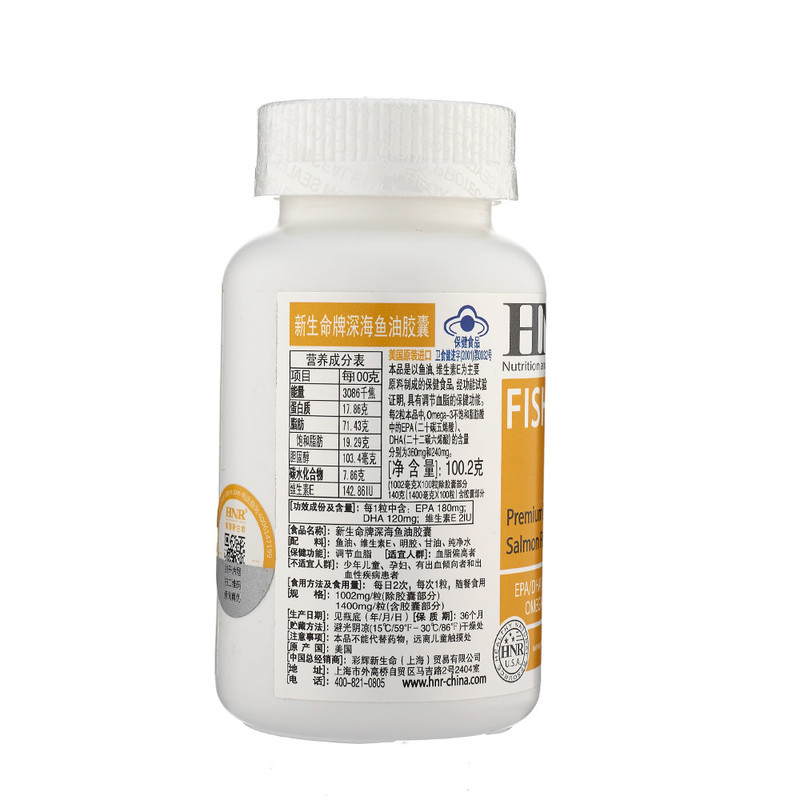 新生命牌深海鱼油胶囊
保健食品
美国原装进口 卫食健进字(2001)第0032号
营养成分表
项目 每100克
能量 3086千焦
蛋白质 17.86克
脂肪 71.43克
饱和脂肪 19.29克
胆固醇 103.4毫克
碳水化合物 7.86克
维生素E 142.86IU
本品是以鱼油,维生素E为主要
原料制成的保健食品,经功能试验
证明,具有调节血脂的保健功能。
每2粒本品中,Omega-3不饱和脂肪酸
中的EPA(二十碳五烯酸)、
DHA(二十二碳六烯酸)的含量
分别为360mg和240mg。
[净含量]: 100.2克
(1002毫克X100粒除胶囊部分)
140克(1400毫克X100粒)含胶囊部分
[功效成份及含量]: 每1粒中含: EPA 180mg;
DHA 120mg; 维生素E 2IU
[食品名称]: 新生命牌深海鱼油胶囊
[配 料]: 鱼油、维生素E、明胶、甘油、纯净水
[保健功能]: 调节血脂 [适宜人群]: 血脂偏高者
[不适宜人群]: 少年儿童、孕妇、有出血倾向者和出
血性疾病患者
[食用方法及食用量]: 每日2次,每次1粒,随餐食用
[规 格]: 1002mg/粒(除胶囊部分)
1400mg/粒(含胶囊部分)
[生产日期]: 见瓶底(年/月/日) [保 质 期]: 36个月
[贮藏方法]: 避光阴凉(15℃/59℉-30℃/86℉)干燥处
[注意事项]: 本品不能代替药物,远离儿童触摸处
[原 产 国]: 美国
[中国总经销商]: 彩辉新生命(上海)贸易有限公司
[地 址]: 上海市外高桥自贸区马吉路2号2404室
[电 话]: 400-821-0805 www.hnr-china.com
HN
Nutrition and
FISH
Premium
Salmon
EPA/DHA
OMEG
HNR
U.S.A.
HNR
4006147159